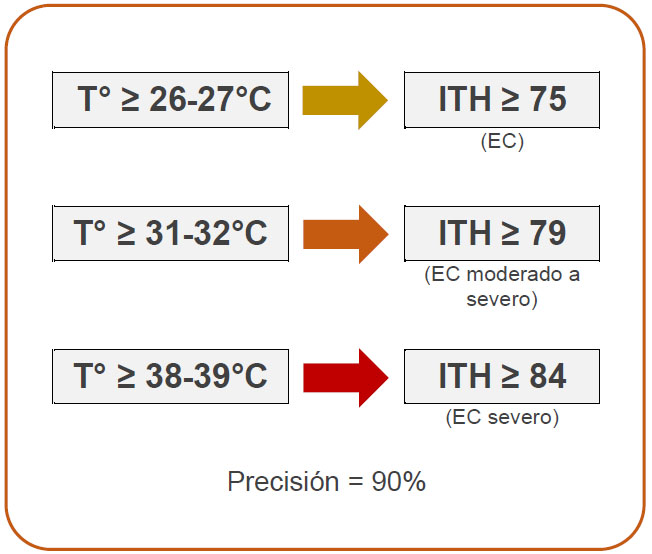 T° ≥ 26-27°C
ITH ≥ 75
(EC)
T° ≥ 31-32°C
ITH ≥ 79
(EC moderado a
severo)
T° ≥ 38-39°C
ITH ≥ 84
(EC severo)
Precisión = 90%